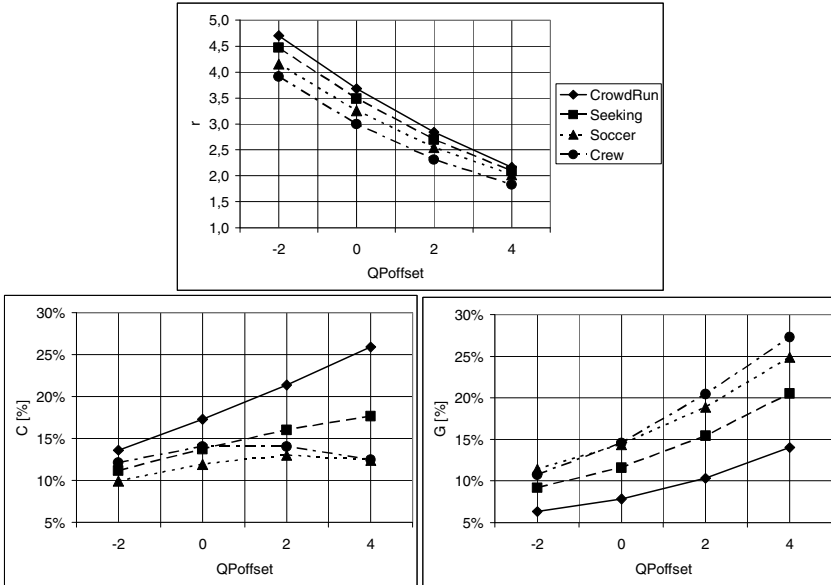 5,0
4,5
4,0
3,5
3,0
2,5
2,0
1,5
1,0
r
-2 0 2 4
QPoffset
CrowdRun
Seeking
Soccer
Crew
30%
25%
20%
15%
10%
5%
C [%]
-2 0 2 4
QPoffset
30%
25%
20%
15%
10%
5%
G [%]
-2 0 2 4
QPoffset